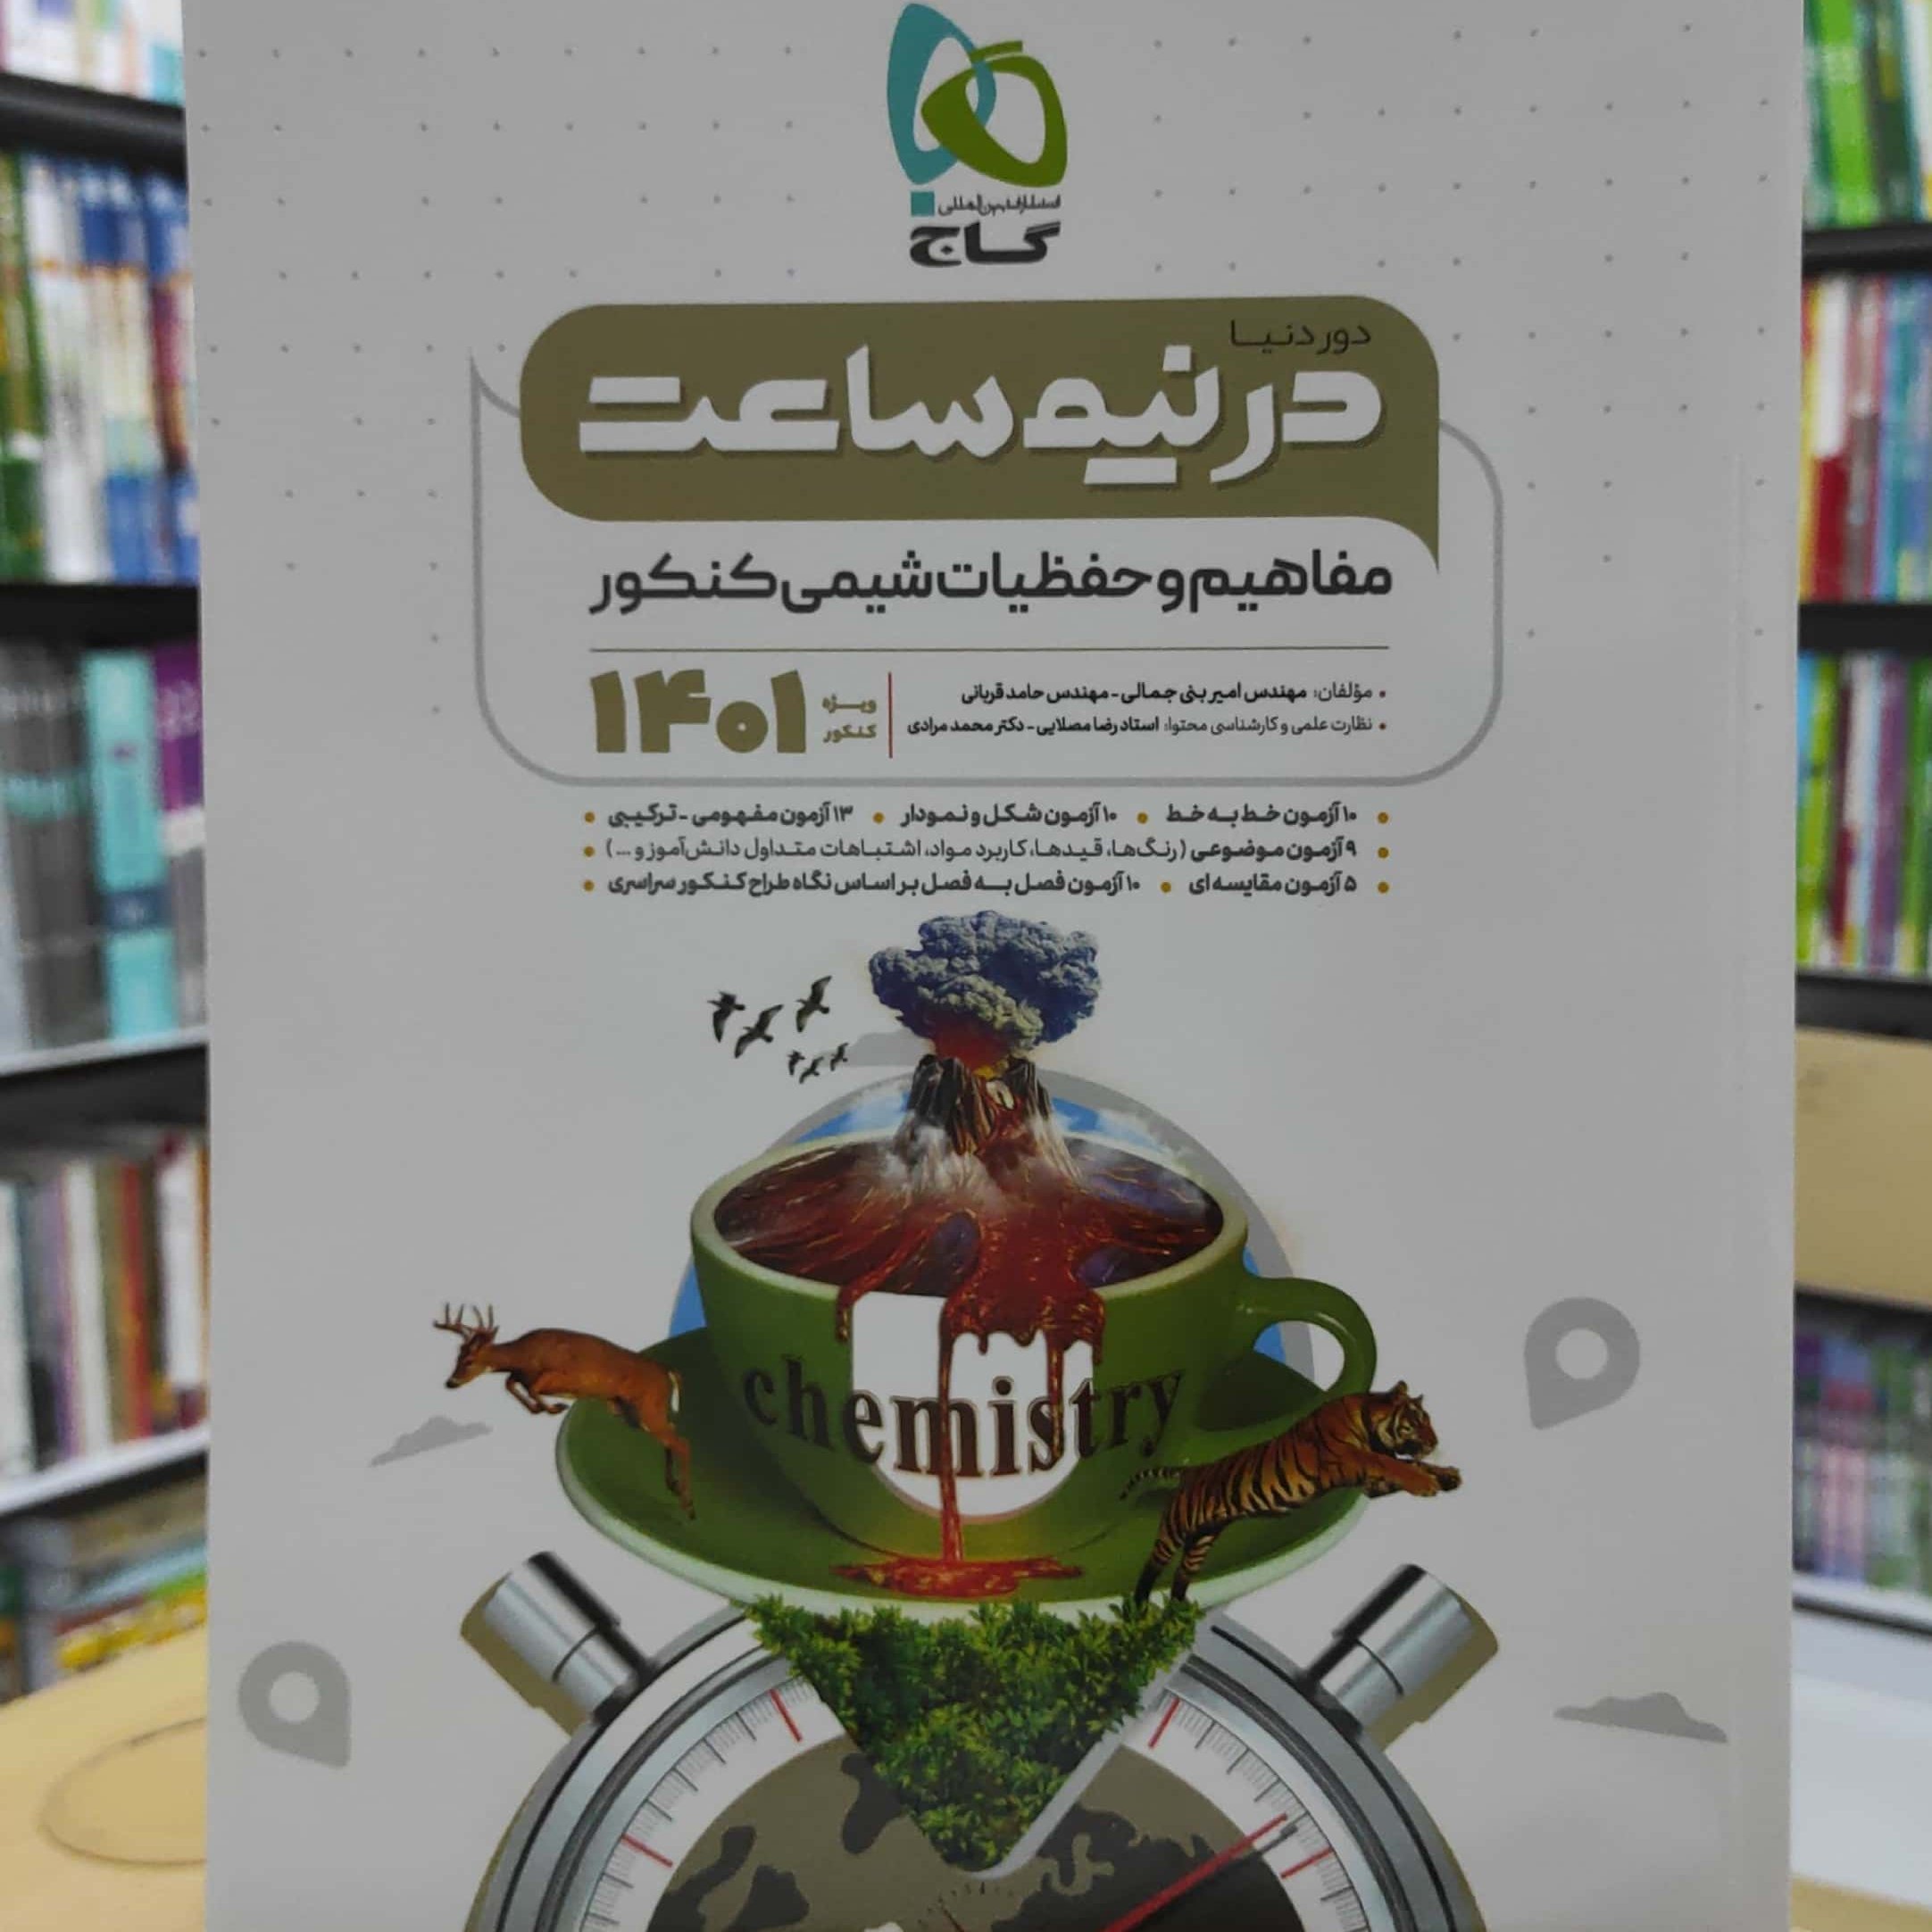 انتشارات بین‌المللی
گاج
دور دنیا
در نیم ساعت
مفاهیم و حفظیات شیمی کنکور
• مؤلفان: مهندس امیر بنی جمالی - مهندس حامد قربانی
• نظارت علمی و کارشناسی محتوا: استاد رضا مصلایی - دکتر محمد مرادی
ویژه
کنکور
۱۴۰۱
• ۱۰ آزمون خط به خط • ۱۰ آزمون شکل و نمودار • ۱۳ آزمون مفهومی - ترکیبی •
• ۹ آزمون موضوعی (رنگ‌ها، قیدها، کاربرد مواد، اشتباهات متداول دانش‌آموز و ...) •
• ۵ آزمون مقایسه‌ای • ۱۰ آزمون فصل به فصل بر اساس نگاه طراح کنکور سراسری •
chemistry